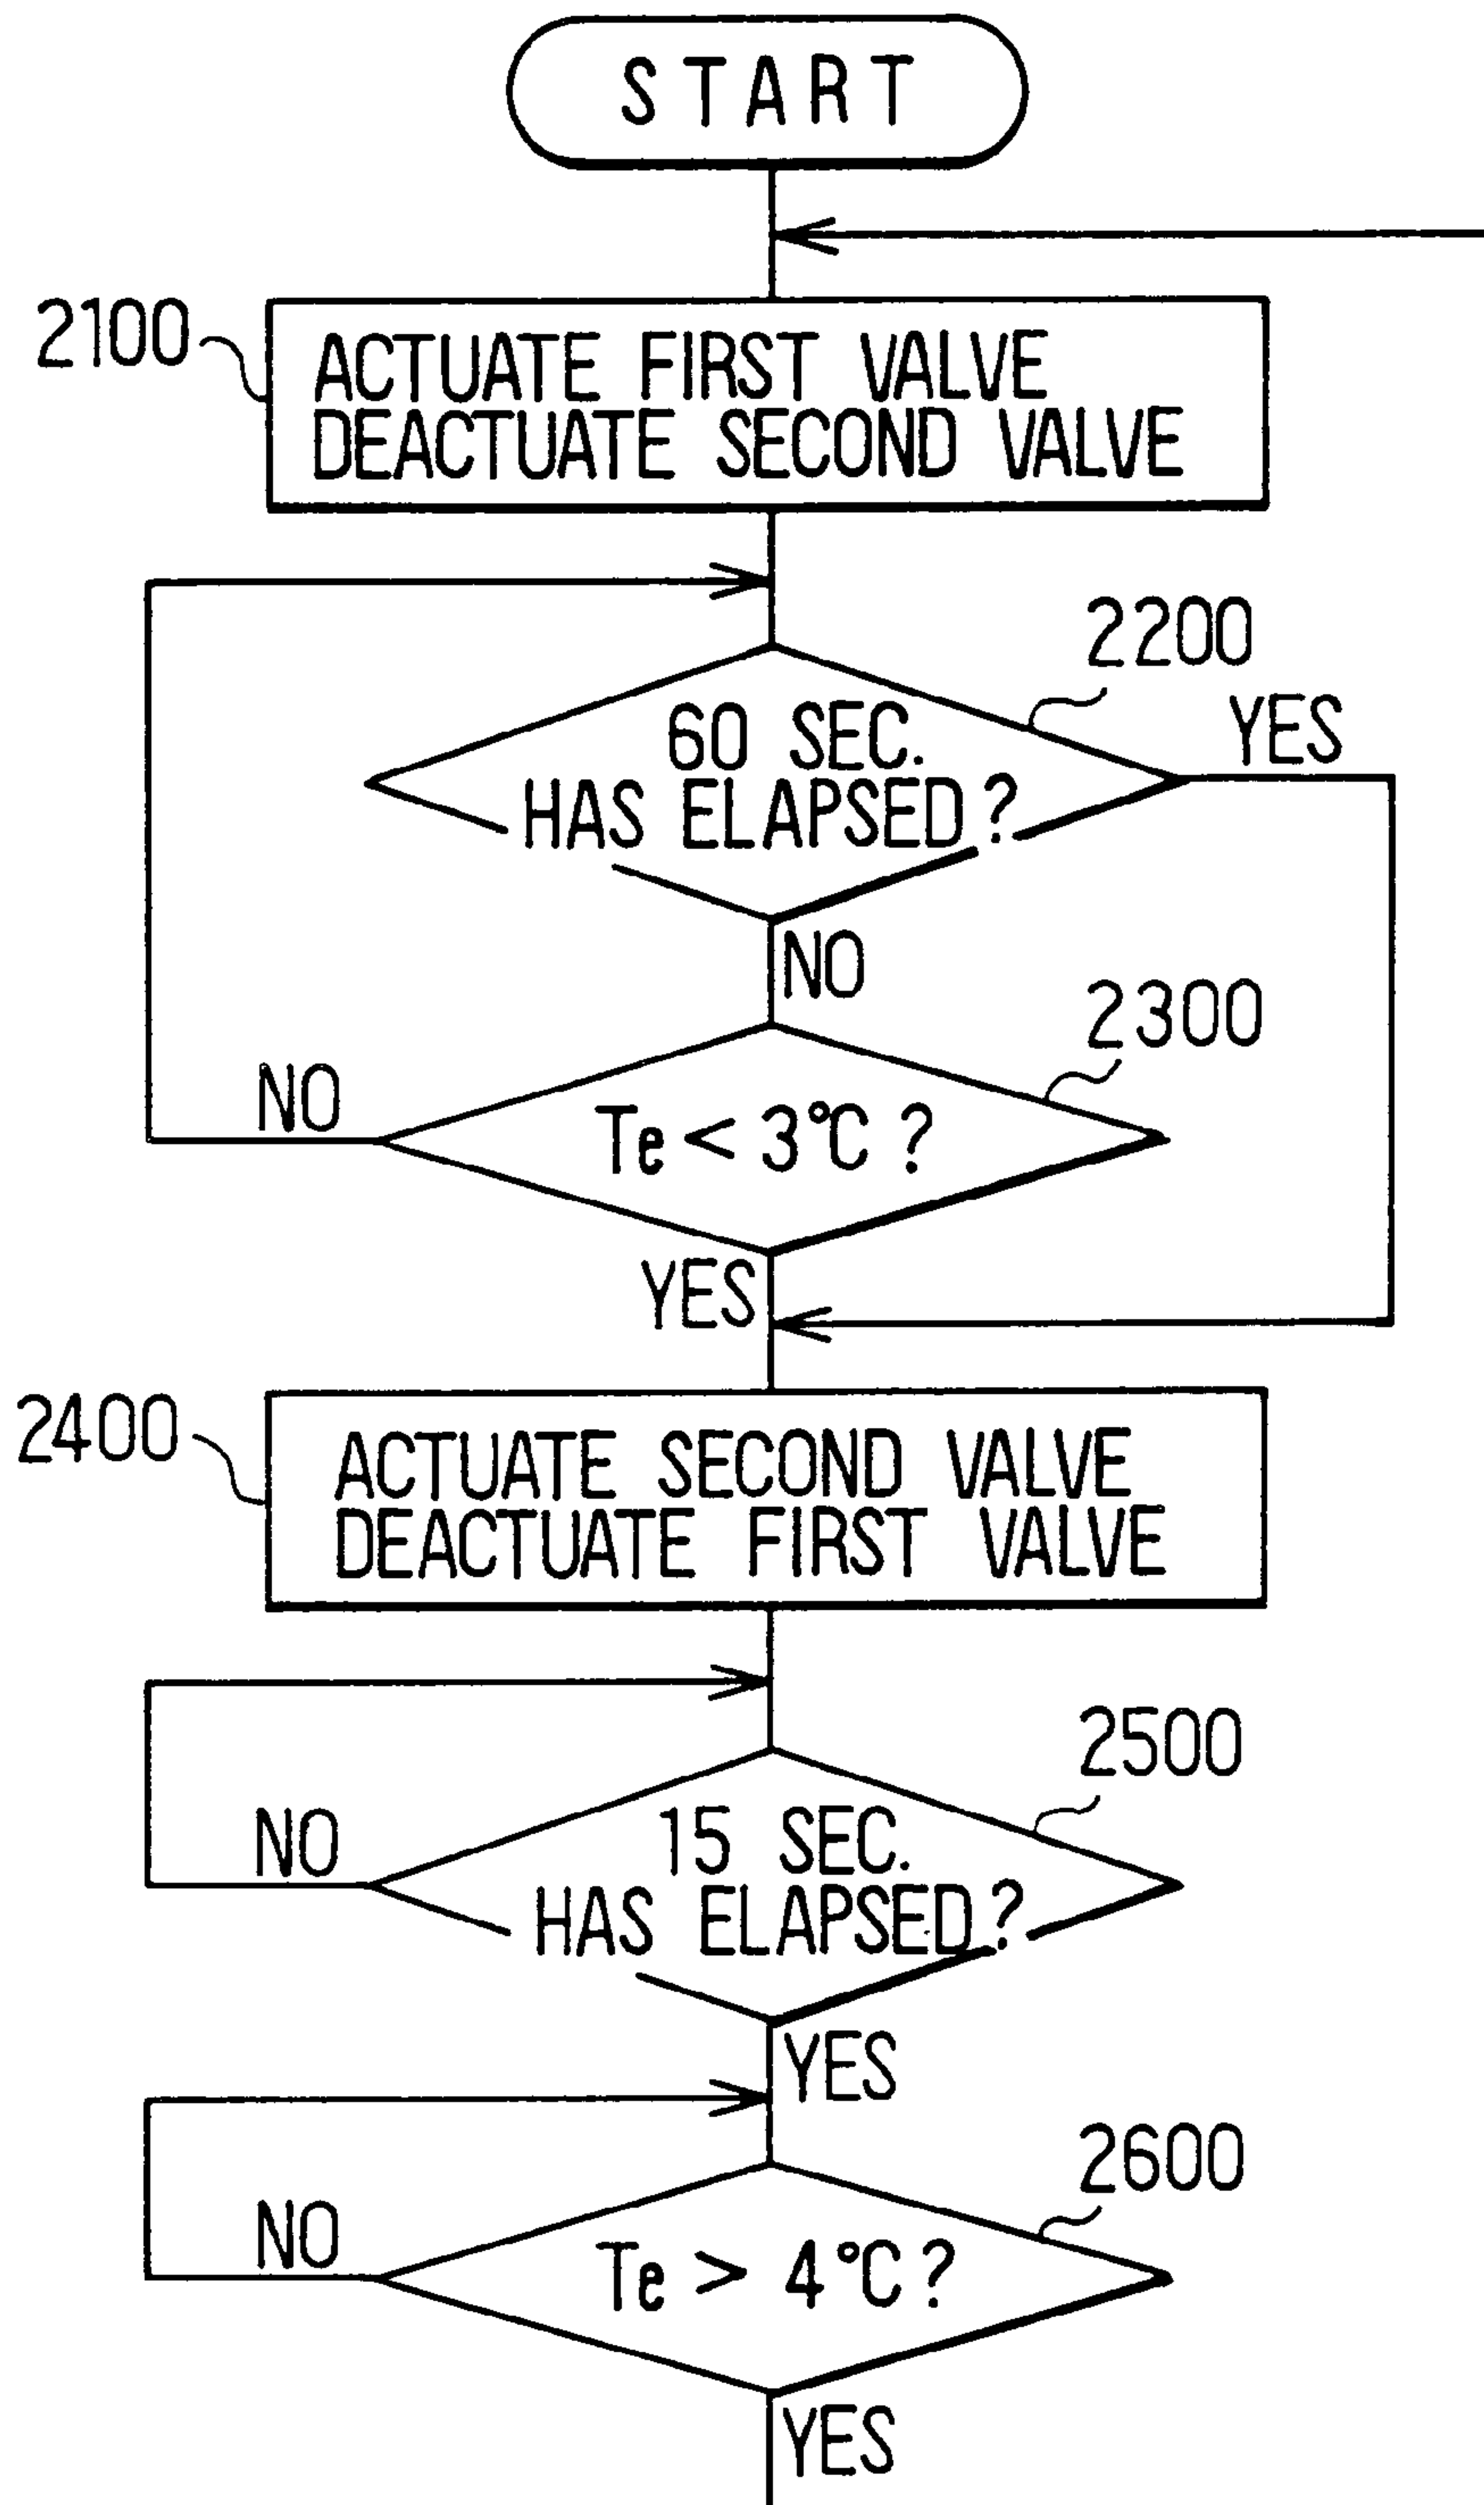 START
2100
ACTUATE FIRST VALVE
DEACTUATE SECOND VALVE
2200
YES
60 SEC.
HAS ELAPSED?
NO
2300
NO
Te < 3°C ?
YES
2400
ACTUATE SECOND VALVE
DEACTUATE FIRST VALVE
2500
NO
15 SEC.
HAS ELAPSED?
YES
2600
NO
Te > 4°C?
YES